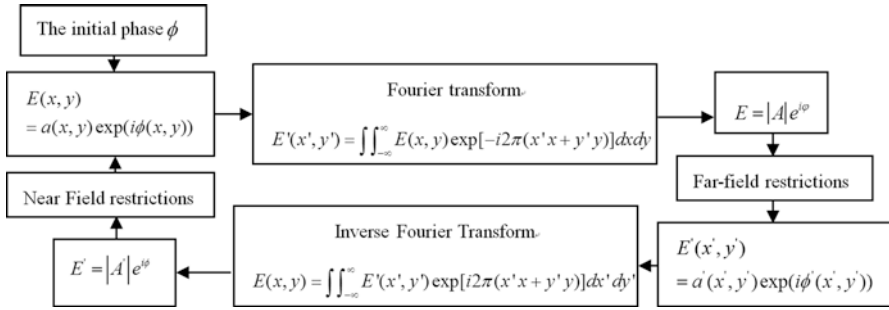 The initial phase ϕ
E(x, y)
= a(x, y) exp(iϕ(x, y))
Fourier transform
E'(x', y') = ∫∫_{-∞}^{∞} E(x, y) exp[-i2π(x'x + y'y)]dxdy
E = |A|e^{iφ}
Far-field restrictions
E'(x', y')
= a'(x', y') exp(iϕ'(x', y'))
Inverse Fourier Transform
E(x, y) = ∫∫_{-∞}^{∞} E'(x', y') exp[i2π(x'x + y'y)]dx'dy'
E' = |A'|e^{iϕ}
Near Field restrictions